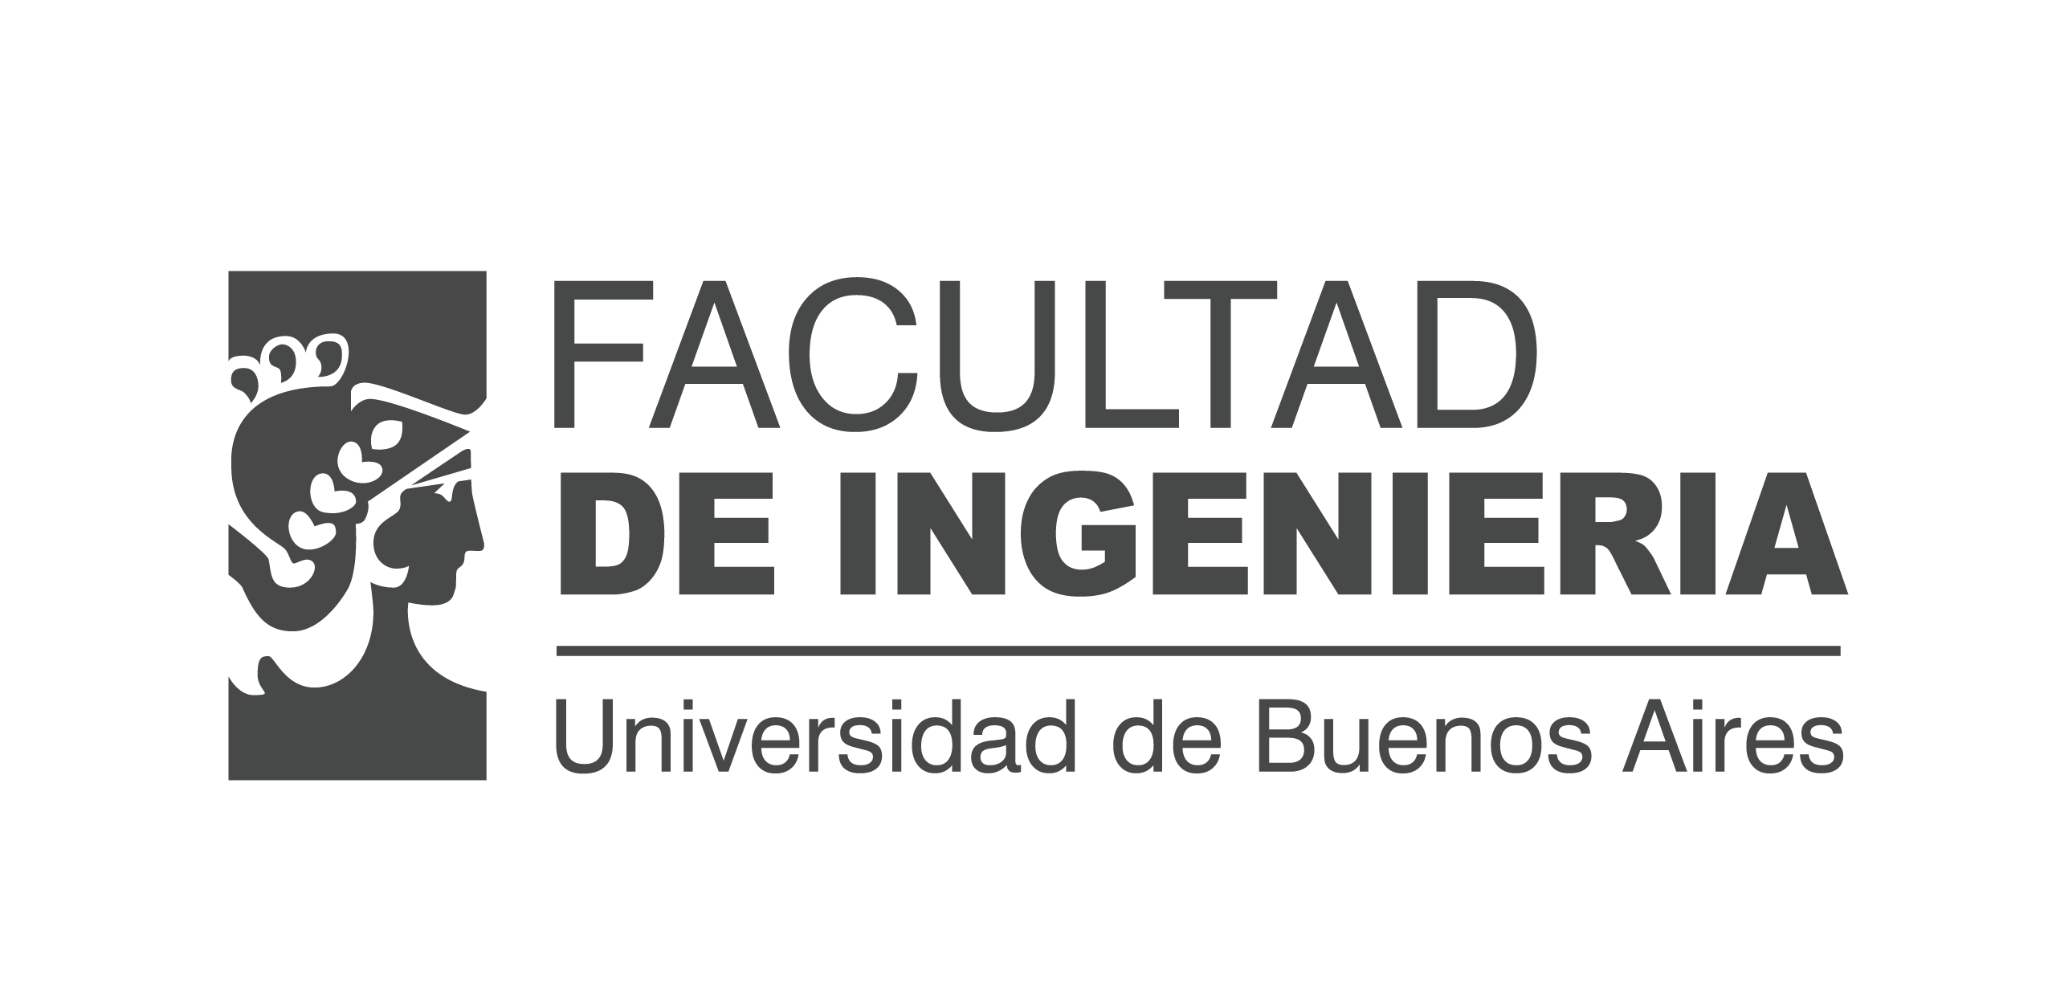 FACULTAD
DE INGENIERIA
Universidad de Buenos Aires